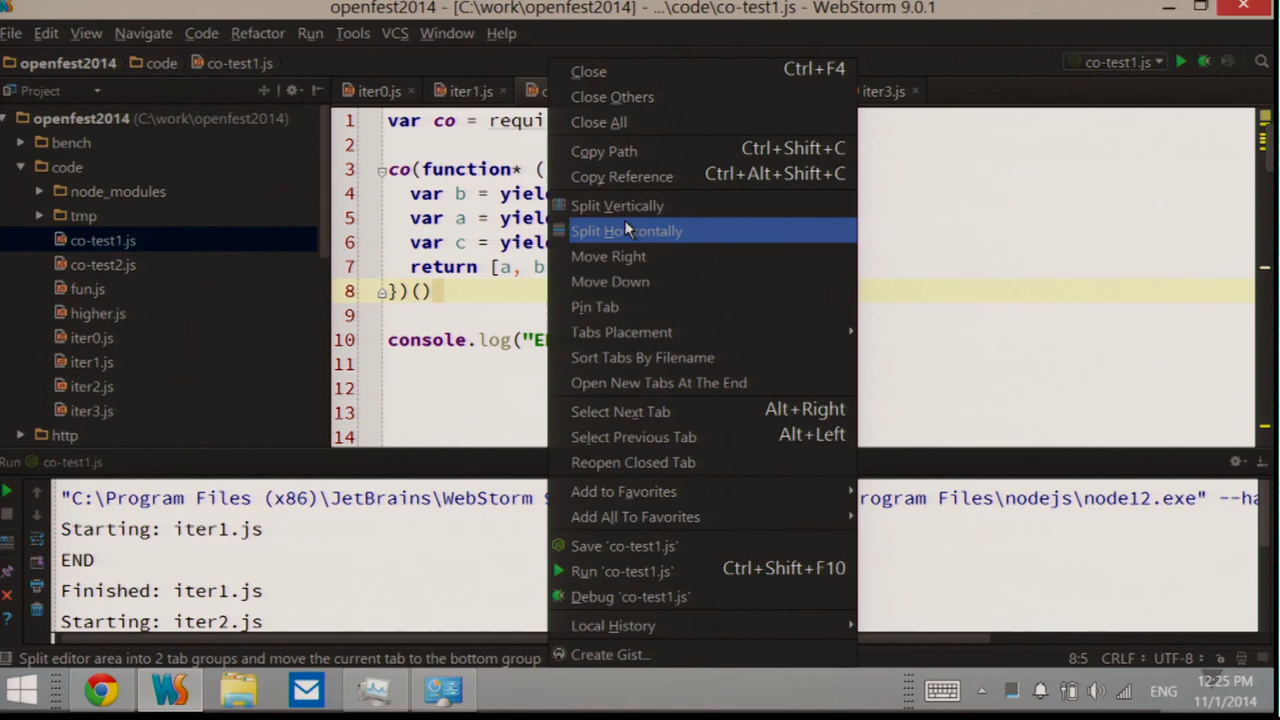 openfest2014 - [C:\work\openfest2014] - ...\code\co-test1.js - WebStorm 9.0.1
File Edit View Navigate Code Refactor Run Tools VCS Window Help
openfest2014 code co-test1.js co-test1.js
Project iter0.js iter1.js iter3.js
openfest2014 (C:\work\openfest2014)
bench
code
node_modules
tmp
co-test1.js
co-test2.js
fun.js
higher.js
iter0.js
iter1.js
iter2.js
iter3.js
http
1 var co = requi
2
3 co(function* (
4 var b = yiel
5 var a = yiel
6 var c = yiel
7 return [a, b
8 })()
9
10 console.log("E
11
12
13
14
Close Ctrl+F4
Close Others
Close All
Copy Path Ctrl+Shift+C
Copy Reference Ctrl+Alt+Shift+C
Split Vertically
Split Horizontally
Move Right
Move Down
Pin Tab
Tabs Placement
Sort Tabs By Filename
Open New Tabs At The End
Select Next Tab Alt+Right
Select Previous Tab Alt+Left
Reopen Closed Tab
Add to Favorites
Add All To Favorites
Save 'co-test1.js'
Run 'co-test1.js' Ctrl+Shift+F10
Debug 'co-test1.js'
Local History
Create Gist...
Run co-test1.js
"C:\Program Files (x86)\JetBrains\WebStorm 9 rogram Files\nodejs\node12.exe" --ha
Starting: iter1.js
END
Finished: iter1.js
Starting: iter2.js
Split editor area into 2 tab groups and move the current tab to the bottom group 8:5 CRLF UTF-8
ENG 12:25 PM
11/1/2014